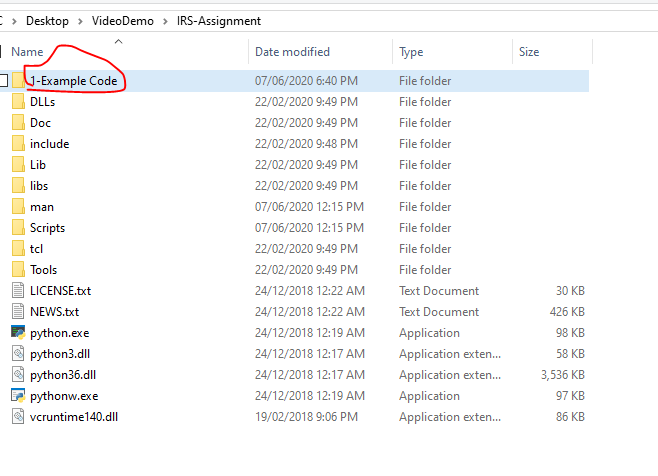 Desktop > VideoDemo > IRS-Assignment
Name Date modified Type Size
1-Example Code 07/06/2020 6:40 PM File folder
DLLs 22/02/2020 9:49 PM File folder
Doc 22/02/2020 9:49 PM File folder
include 22/02/2020 9:48 PM File folder
Lib 22/02/2020 9:49 PM File folder
libs 22/02/2020 9:49 PM File folder
man 07/06/2020 12:15 PM File folder
Scripts 07/06/2020 12:15 PM File folder
tcl 22/02/2020 9:49 PM File folder
Tools 22/02/2020 9:49 PM File folder
LICENSE.txt 24/12/2018 12:22 AM Text Document 30 KB
NEWS.txt 24/12/2018 12:22 AM Text Document 426 KB
python.exe 24/12/2018 12:19 AM Application 98 KB
python3.dll 24/12/2018 12:17 AM Application exten... 58 KB
python36.dll 24/12/2018 12:17 AM Application exten... 3,536 KB
pythonw.exe 24/12/2018 12:19 AM Application 97 KB
vcruntime140.dll 19/02/2018 9:06 PM Application exten... 86 KB